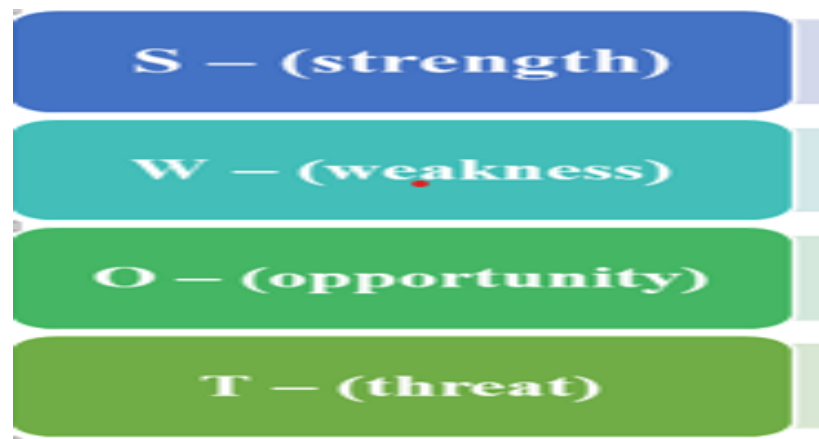 S – (strength)
W – (weakness)
O – (opportunity)
T – (threat)